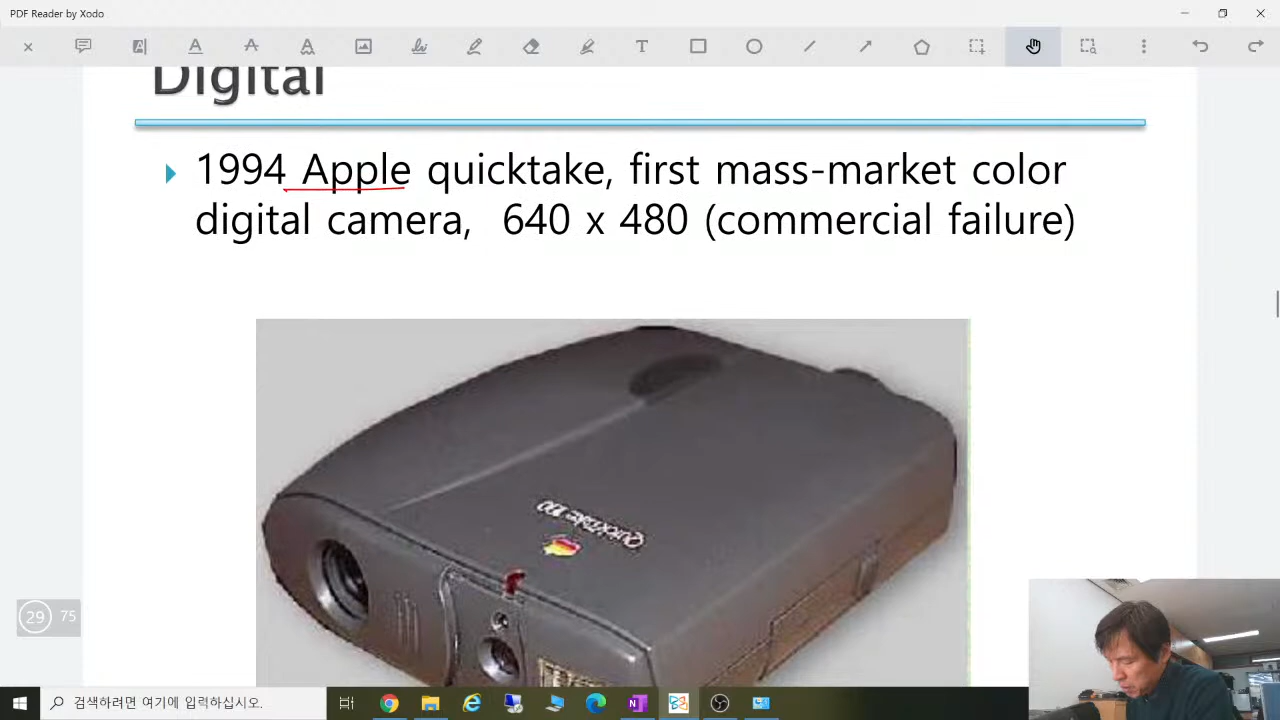 PDF Reader by Xodo
Digital
1994 Apple quicktake, first mass-market color
digital camera, 640 x 480 (commercial failure)
QuickTake 100
29 75
검색하려면 여기에 입력하십시오.